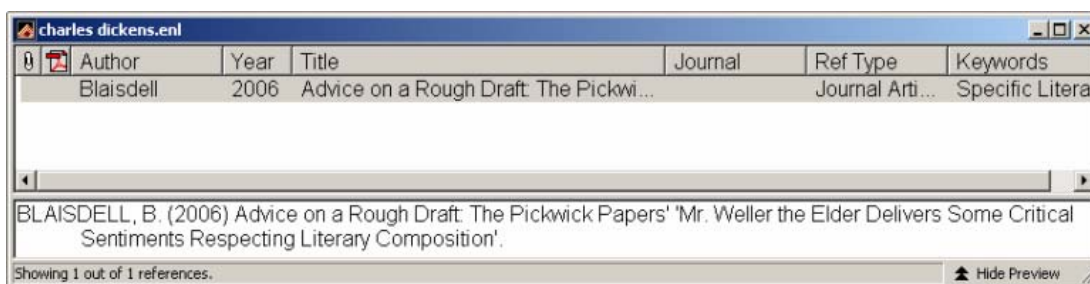 charles dickens.enl
Author Year Title Journal Ref Type Keywords
Blaisdell 2006 Advice on a Rough Draft: The Pickwi... Journal Arti... Specific Litera
BLAISDELL, B. (2006) Advice on a Rough Draft: The Pickwick Papers' 'Mr. Weller the Elder Delivers Some Critical
Sentiments Respecting Literary Composition'.
Showing 1 out of 1 references. Hide Preview